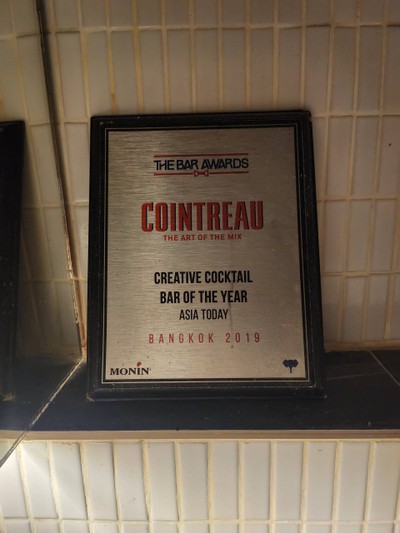 THE BAR AWARDS
COINTREAU
THE ART OF THE MIX
CREATIVE COCKTAIL
BAR OF THE YEAR
ASIA TODAY
BANGKOK 2019
MONIN